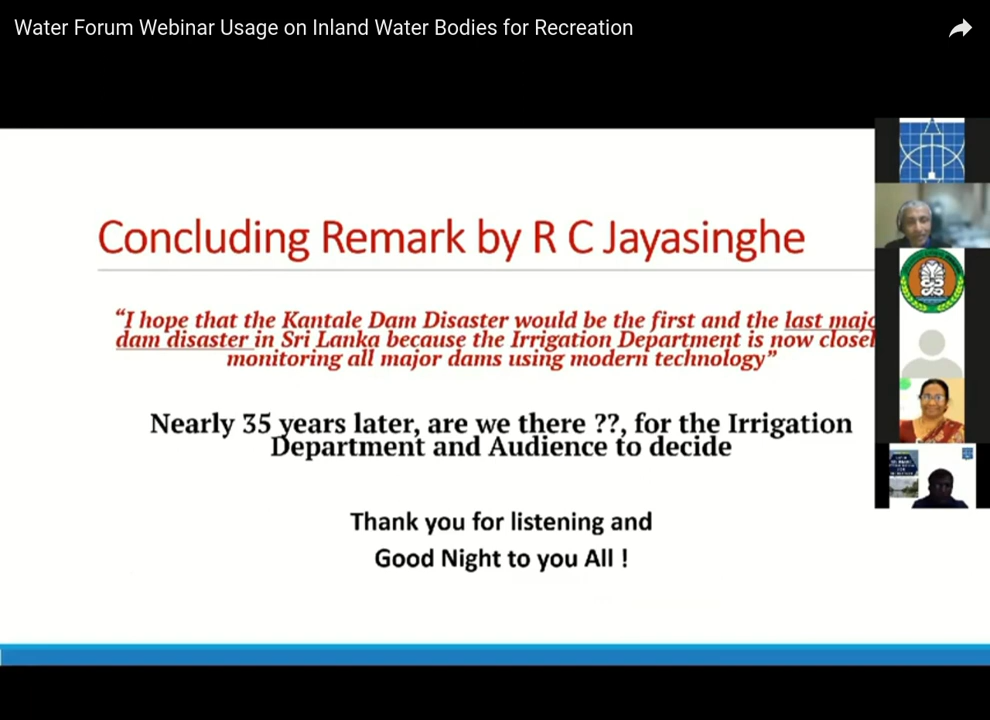 Water Forum Webinar Usage on Inland Water Bodies for Recreation
Concluding Remark by R C Jayasinghe
“I hope that the Kantale Dam Disaster would be the first and the last
dam disaster in Sri Lanka because the Irrigation Department is now
monitoring all major dams using modern technology”
Nearly 35 years later, are we there ??, for the Irrigation
Department and Audience to decide
Thank you for listening and
Good Night to you All !